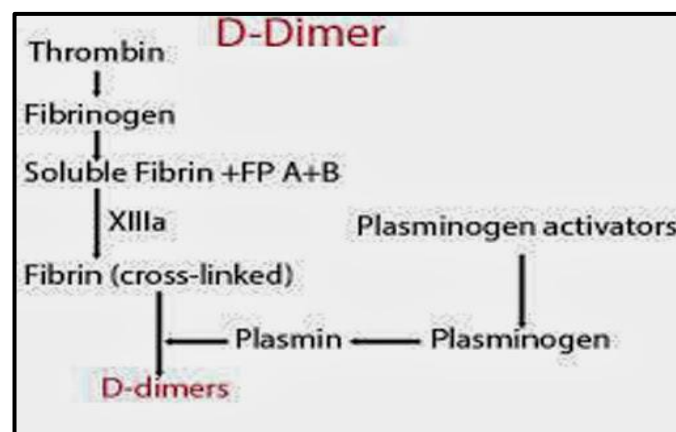 D-Dimer
Thrombin
Fibrinogen
Soluble Fibrin +FP A+B
XIIIa
Plasminogen activators
Fibrin (cross-linked)
Plasmin
Plasminogen
D-dimers